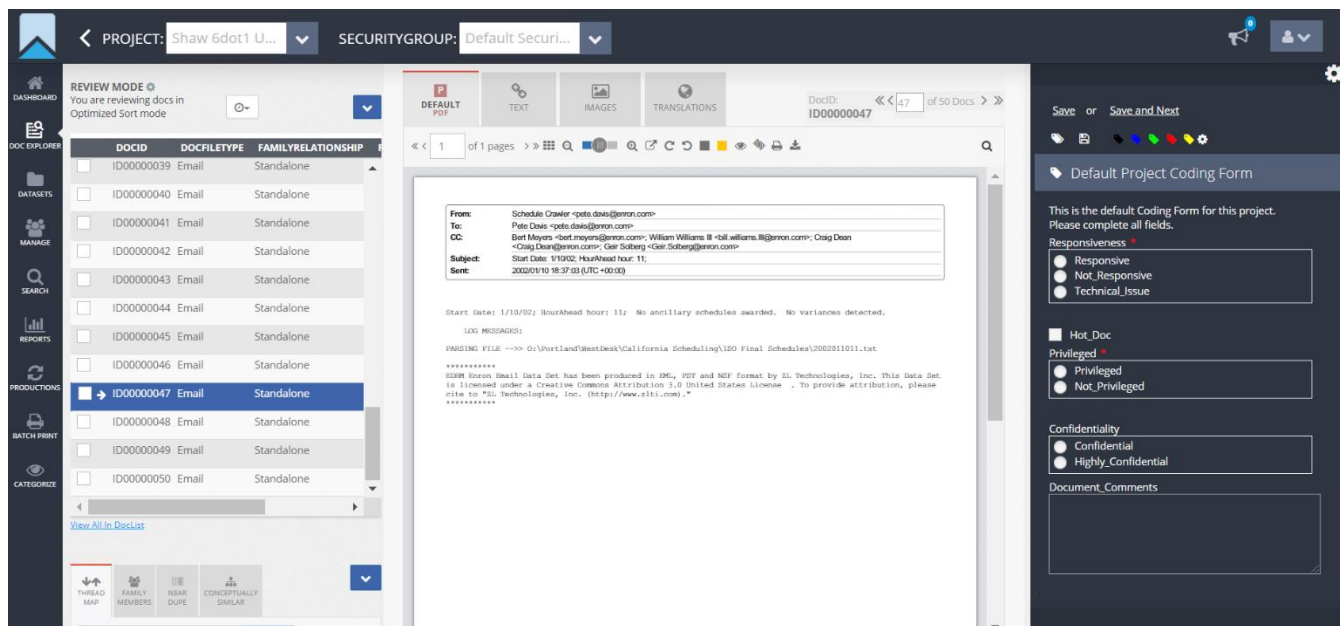 PROJECT: Shaw 6dot1 U...
SECURITYGROUP: Default Securi...
0
DASHBOARD
DOC EXPLORER
DATASETS
MANAGE
SEARCH
REPORTS
PRODUCTIONS
BATCH PRINT
CATEGORIZE
REVIEW MODE
You are reviewing docs in
Optimized Sort mode
DOCID DOCFILETYPE FAMILYRELATIONSHIP
ID00000039 Email Standalone
ID00000040 Email Standalone
ID00000041 Email Standalone
ID00000042 Email Standalone
ID00000043 Email Standalone
ID00000044 Email Standalone
ID00000045 Email Standalone
ID00000046 Email Standalone
ID00000047 Email Standalone
ID00000048 Email Standalone
ID00000049 Email Standalone
ID00000050 Email Standalone
View All In DocList
THREAD MAP
FAMILY MEMBERS
NEAR DUPE
CONCEPTUALLY SIMILAR
P
DEFAULT
PDF
TEXT
IMAGES
TRANSLATIONS
DocID:
ID00000047
47 of 50 Docs
1 of 1 pages
From: Schedule Crawler <pete.davis@enron.com>
To: Pete Davis <pete.davis@enron.com>
CC: Bert Meyers <bert.meyers@enron.com>; William Williams III <bill.williams.III@enron.com>; Craig Dean
<Craig.Dean@enron.com>; Geir Solberg <Geir.Solberg@enron.com>
Subject: Start Date: 1/10/02; HourAhead hour: 11;
Sent: 2002/01/10 18:37:03 (UTC +00:00)
Start Date: 1/10/02; HourAhead hour: 11; No ancillary schedules awarded. No variances detected.
LOG MESSAGES:
PARSING FILE -->> O:\Portland\WestDesk\California Scheduling\ISO Final Schedules\2002011011.txt
***********
EDRM Enron Email Data Set has been produced in EML, PST and NSF format by ZL Technologies, Inc. This Data Set
is licensed under a Creative Commons Attribution 3.0 United States License . To provide attribution, please
cite to "ZL Technologies, Inc. (http://www.zlti.com)."
***********
Save or Save and Next
Default Project Coding Form
This is the default Coding Form for this project.
Please complete all fields.
Responsiveness *
Responsive
Not_Responsive
Technical_Issue
Hot_Doc
Privileged *
Privileged
Not_Privileged
Confidentiality
Confidential
Highly_Confidential
Document_Comments